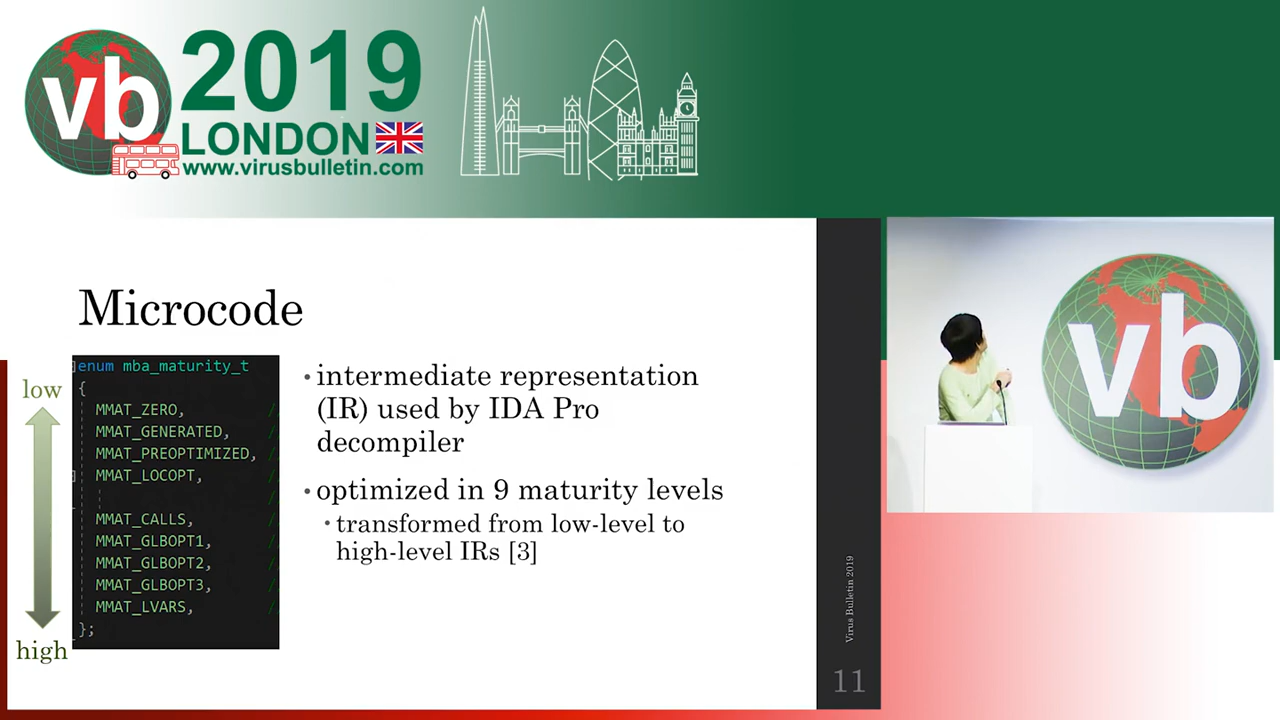 vb
2019
LONDON
www.virusbulletin.com
Microcode
low
high
enum mba_maturity_t
{
MMAT_ZERO,
MMAT_GENERATED,
MMAT_PREOPTIMIZED,
MMAT_LOCOPT,
MMAT_CALLS,
MMAT_GLBOPT1,
MMAT_GLBOPT2,
MMAT_GLBOPT3,
MMAT_LVARS,
};
• intermediate representation
(IR) used by IDA Pro
decompiler
• optimized in 9 maturity levels
• transformed from low-level to
high-level IRs [3]
Virus Bulletin 2019
11
vb